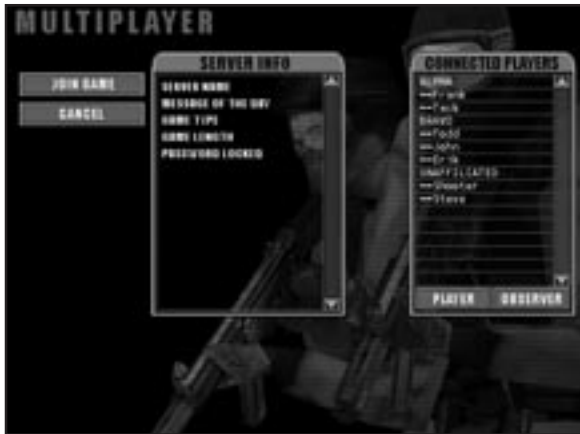 MULTIPLAYER
JOIN GAME
CANCEL
SERVER INFO
SERVER NAME
MESSAGE OF THE DAY
GAME TYPE
GAME LENGTH
PASSWORD LOCKED
CONNECTED PLAYERS
ALPHA
--Frank
--Tack
BRAVO
--Todd
--John
--Erik
UNAFFILIATED
--Shooter
--Steve
PLAYER OBSERVER